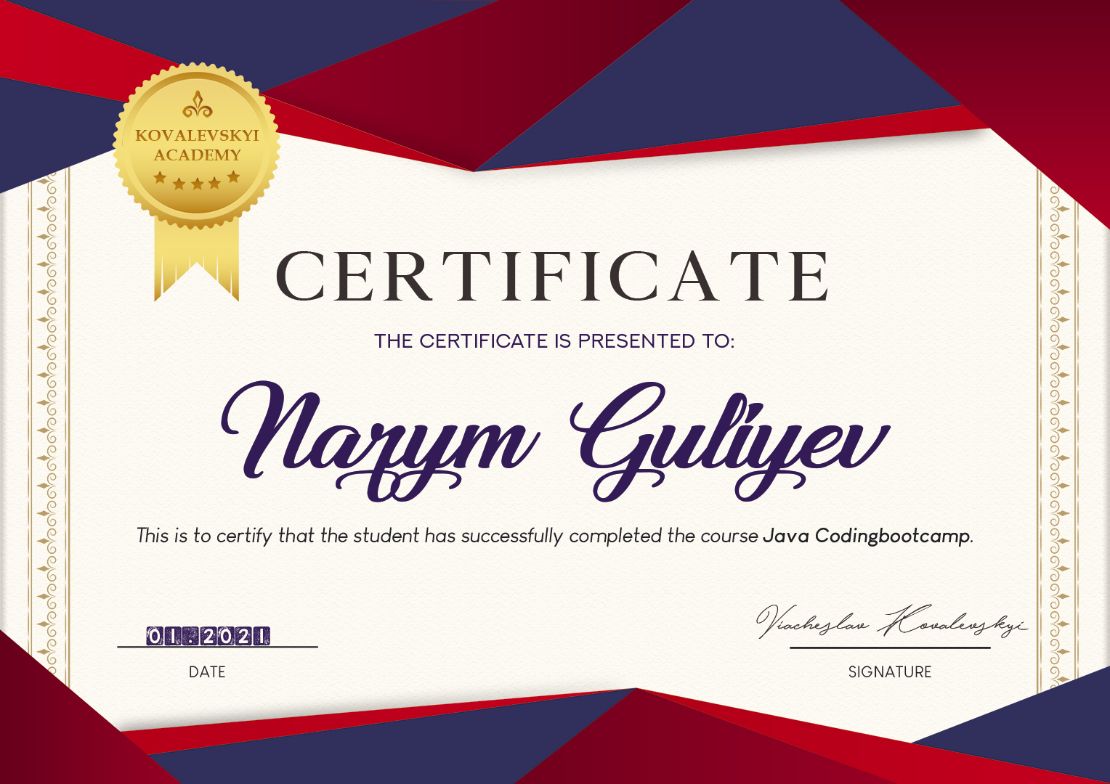 KOVALEVSKYI
ACADEMY
CERTIFICATE
THE CERTIFICATE IS PRESENTED TO:
Nazym Guliyev
This is to certify that the student has successfully completed the course Java Codingbootcamp.
01.2021
Viacheslav Kovalevskyi
DATE
SIGNATURE